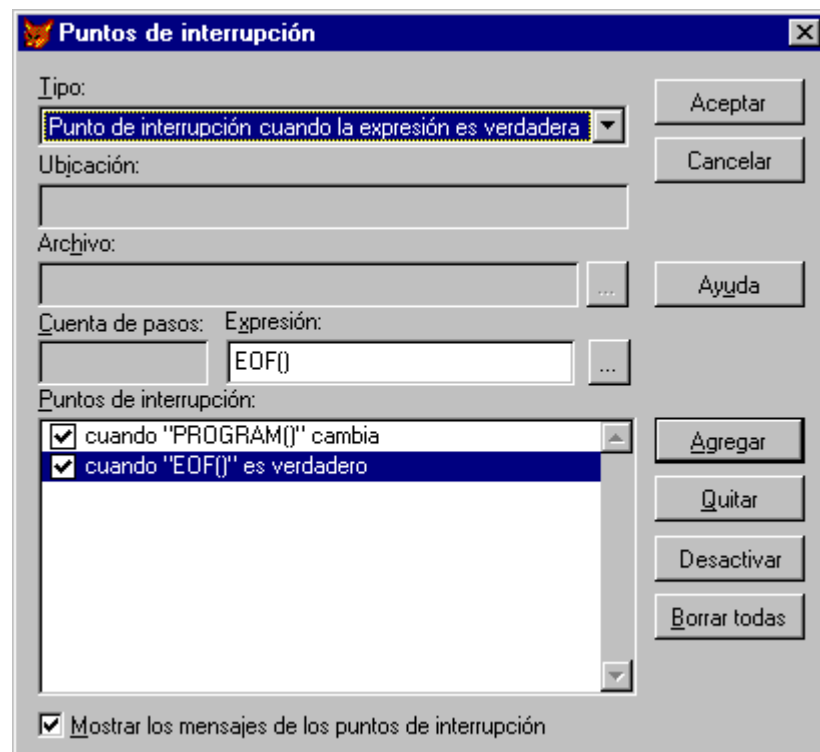 Puntos de interrupción
Tipo:
Punto de interrupción cuando la expresión es verdadera
Aceptar
Ubicación:
Cancelar
Archivo:
...
Ayuda
Cuenta de pasos: Expresión:
EOF()
...
Puntos de interrupción:
cuando "PROGRAM()" cambia
cuando "EOF()" es verdadero
Agregar
Quitar
Desactivar
Borrar todas
Mostrar los mensajes de los puntos de interrupción